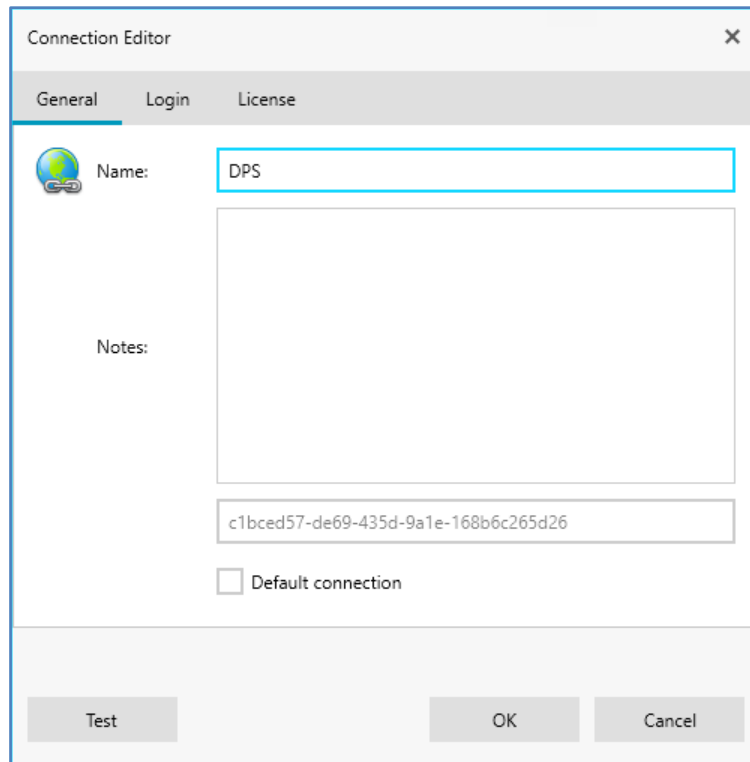 Connection Editor
General Login License
Name: DPS
Notes:
c1bced57-de69-435d-9a1e-168b6c265d26
Default connection
Test OK Cancel